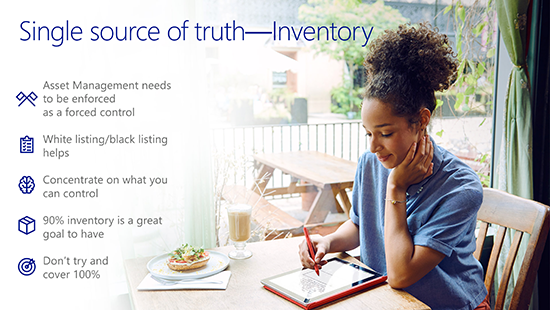 Single source of truth—Inventory
Asset Management needs
to be enforced
as a forced control
White listing/black listing
helps
Concentrate on what you
can control
90% inventory is a great
goal to have
Don't try and
cover 100%